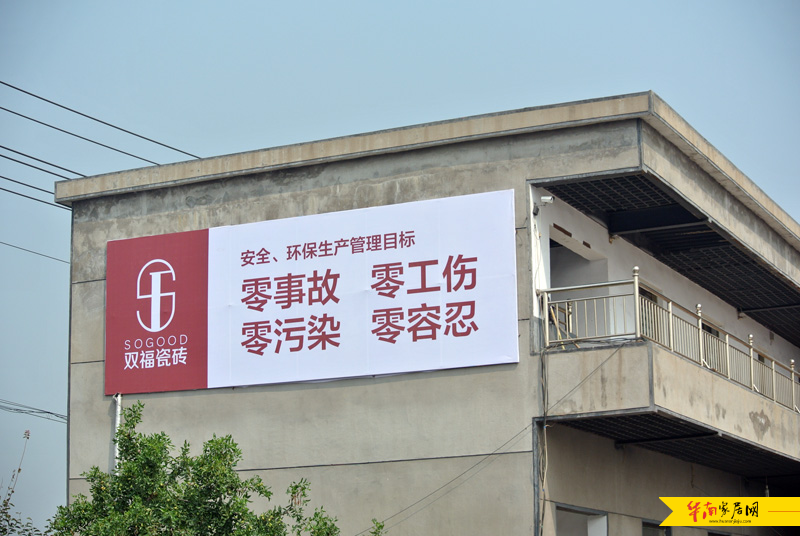 安全、环保生产管理目标
零事故 零工伤
零污染 零容忍
SOGOOD
双福瓷砖
华南家居网